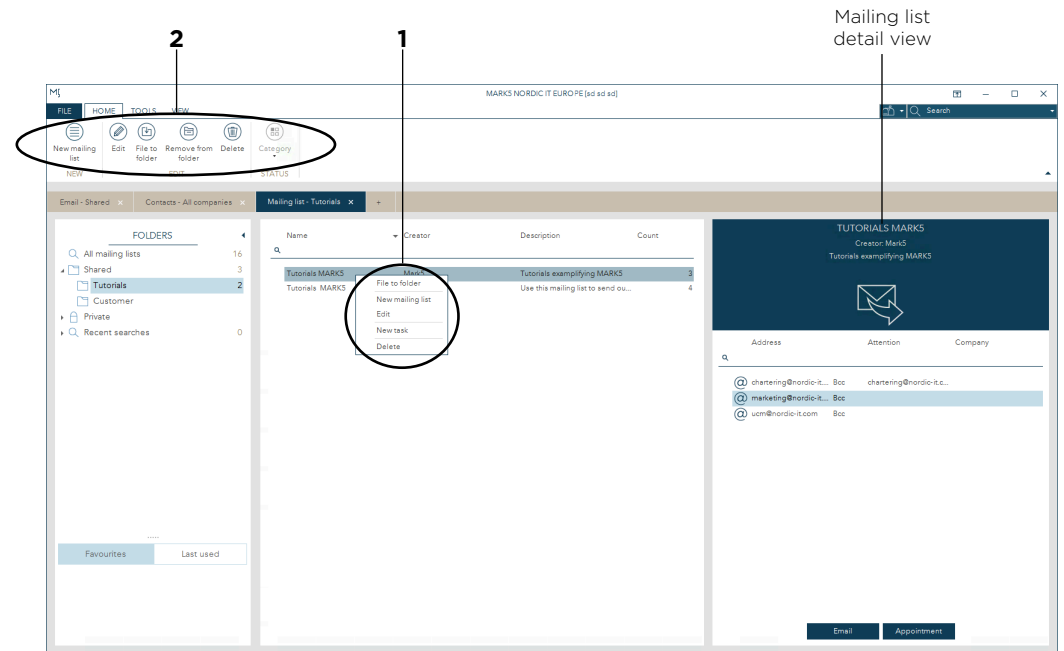 Mailing list
detail view
2
1
M5
MARK5 NORDIC IT EUROPE [sd sd sd]
FILE HOME TOOLS VIEW
Search
New mailing list
Edit
File to folder
Remove from folder
Delete
Category
NEW EDIT STATUS
Email - Shared × Contacts - All companies × Mailing list - Tutorials × +
FOLDERS
All mailing lists 16
Shared 3
Tutorials 2
Customer
Private
Recent searches 0
.....
Favourites Last used
Name Creator Description Count
Tutorials MARK5 Mark5 Tutorials examplifying MARK5 3
Tutorials MARK5 Use this mailing list to send ou... 4
File to folder
New mailing list
Edit
New task
Delete
TUTORIALS MARK5
Creator: Mark5
Tutorials examplifying MARK5
Address Attention Company
@ chartering@nordic-it.... Bcc chartering@nordic-it.c...
@ marketing@nordic-it.... Bcc
@ ucm@nordic-it.com Bcc
Email Appointment